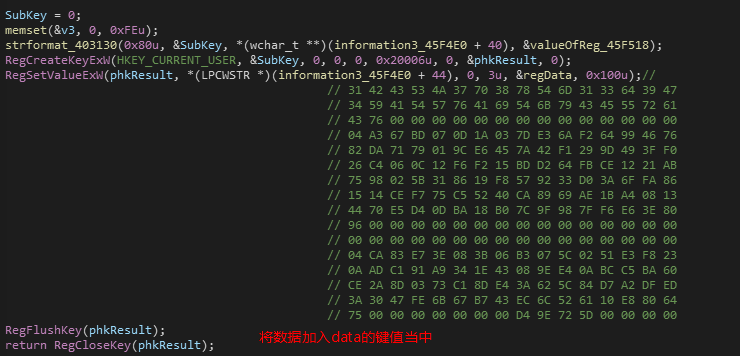 SubKey = 0;
memset(&v3, 0, 0xFEu);
strformat_403130(0x80u, &SubKey, *(wchar_t **)(information3_45F4E0 + 40), &valueOfReg_45F518);
RegCreateKeyExW(HKEY_CURRENT_USER, &SubKey, 0, 0, 0, 0x20006u, 0, &phkResult, 0);
RegSetValueExW(phkResult, *(LPCWSTR *)(information3_45F4E0 + 44), 0, 3u, &regData, 0x100u);//
// 31 42 43 53 4A 37 70 38 78 54 6D 31 33 64 39 47
// 34 59 41 54 57 76 41 69 54 6B 79 43 45 55 72 61
// 43 76 00 00 00 00 00 00 00 00 00 00 00 00 00 00
// 04 A3 67 BD 07 0D 1A 03 7D E3 6A F2 64 99 46 76
// 82 DA 71 79 01 9C E6 45 7A 42 F1 29 9D 49 3F F0
// 26 C4 06 0C 12 F6 F2 15 BD D2 64 FB CE 12 21 AB
// 75 98 02 5B 31 86 19 F8 57 92 33 D0 3A 6F FA 86
// 15 14 CE F7 75 C5 52 40 CA 89 69 AE 1B A4 08 13
// 44 70 E5 D4 0D BA 18 B0 7C 9F 98 7F F6 E6 3E 80
// 96 00 00 00 00 00 00 00 00 00 00 00 00 00 00 00
// 00 00 00 00 00 00 00 00 00 00 00 00 00 00 00 00
// 04 CA 83 E7 3E 08 3B 06 B3 07 5C 02 51 E3 F8 23
// 0A AD C1 91 A9 34 1E 43 08 9E E4 0A BC C5 BA 60
// CE 2A 8D 03 73 C1 8D E4 3A 62 5C 84 D7 A2 DF ED
// 3A 30 47 FE 6B 67 B7 43 EC 6C 52 61 10 E8 80 64
// 75 00 00 00 00 00 00 00 D4 9E 72 5D 00 00 00 00
RegFlushKey(phkResult);
return RegCloseKey(phkResult);
将数据加入data的键值当中